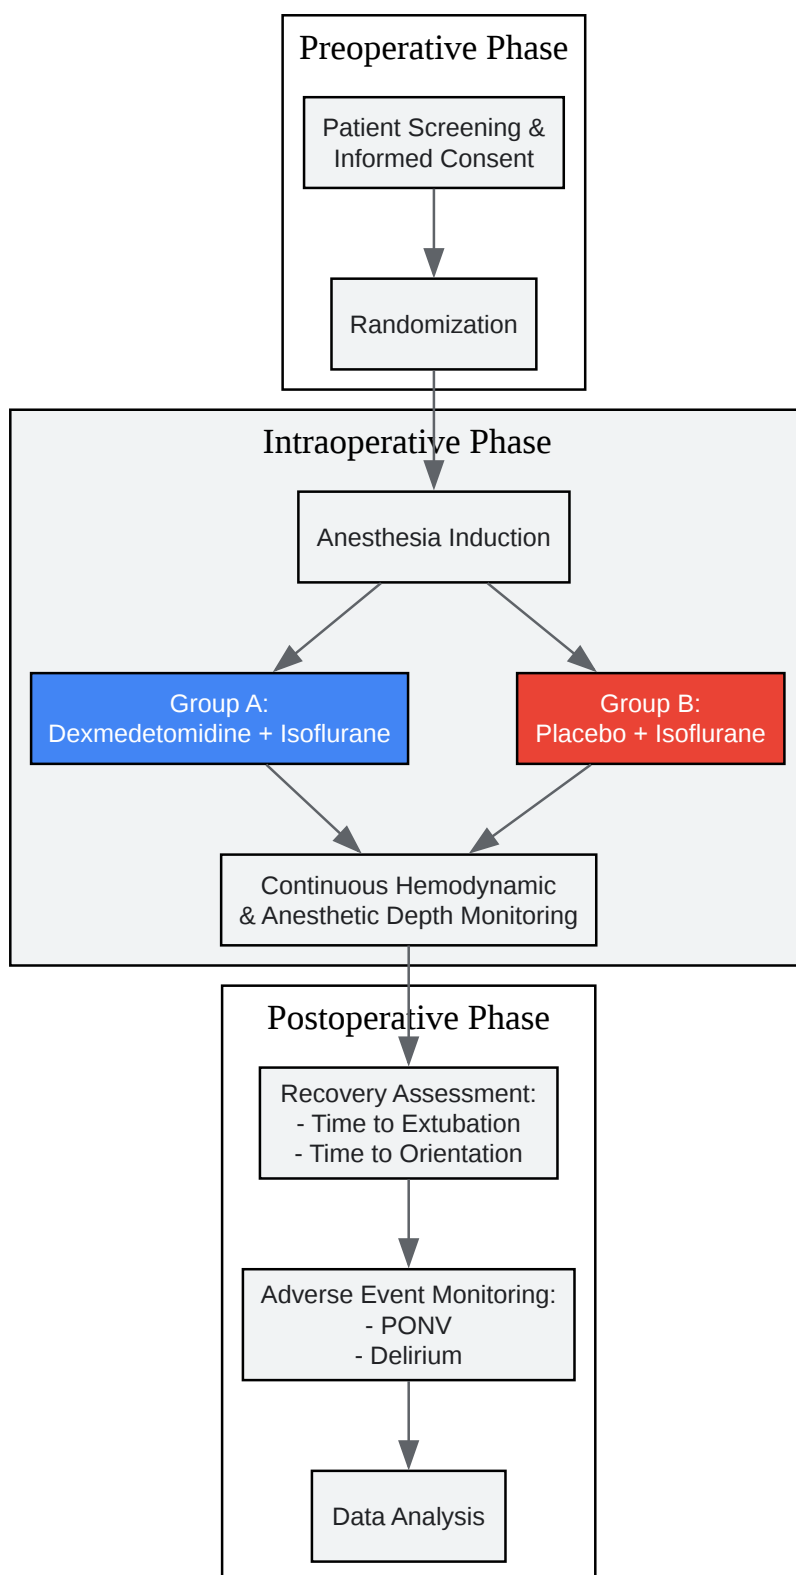 Preoperative Phase
Patient Screening &
Informed Consent
Randomization
Intraoperative Phase
Anesthesia Induction
Group A:
Dexmedetomidine + Isoflurane
Group B:
Placebo + Isoflurane
Continuous Hemodynamic
& Anesthetic Depth Monitoring
Postoperative Phase
Recovery Assessment:
- Time to Extubation
- Time to Orientation
Adverse Event Monitoring:
- PONV
- Delirium
Data Analysis